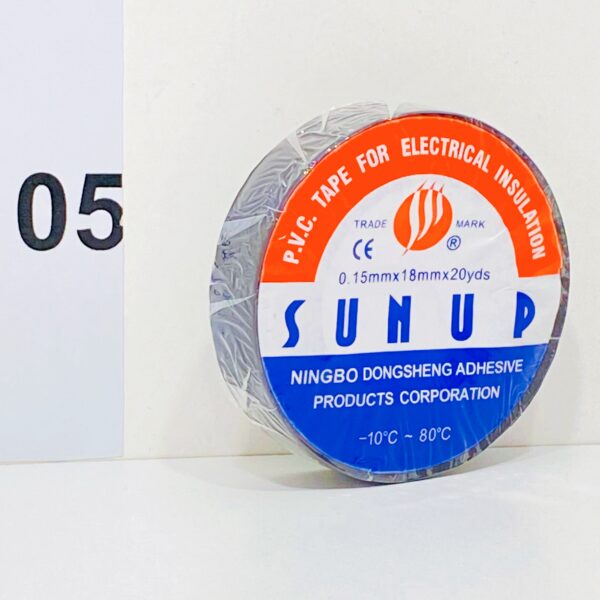 05
P.V.C. TAPE FOR ELECTRICAL INSULATION
TRADE MARK
CE ®
0.15mmx18mmx20yds
SUNUP
NINGBO DONGSHENG ADHESIVE
PRODUCTS CORPORATION
–10°C ~ 80°C